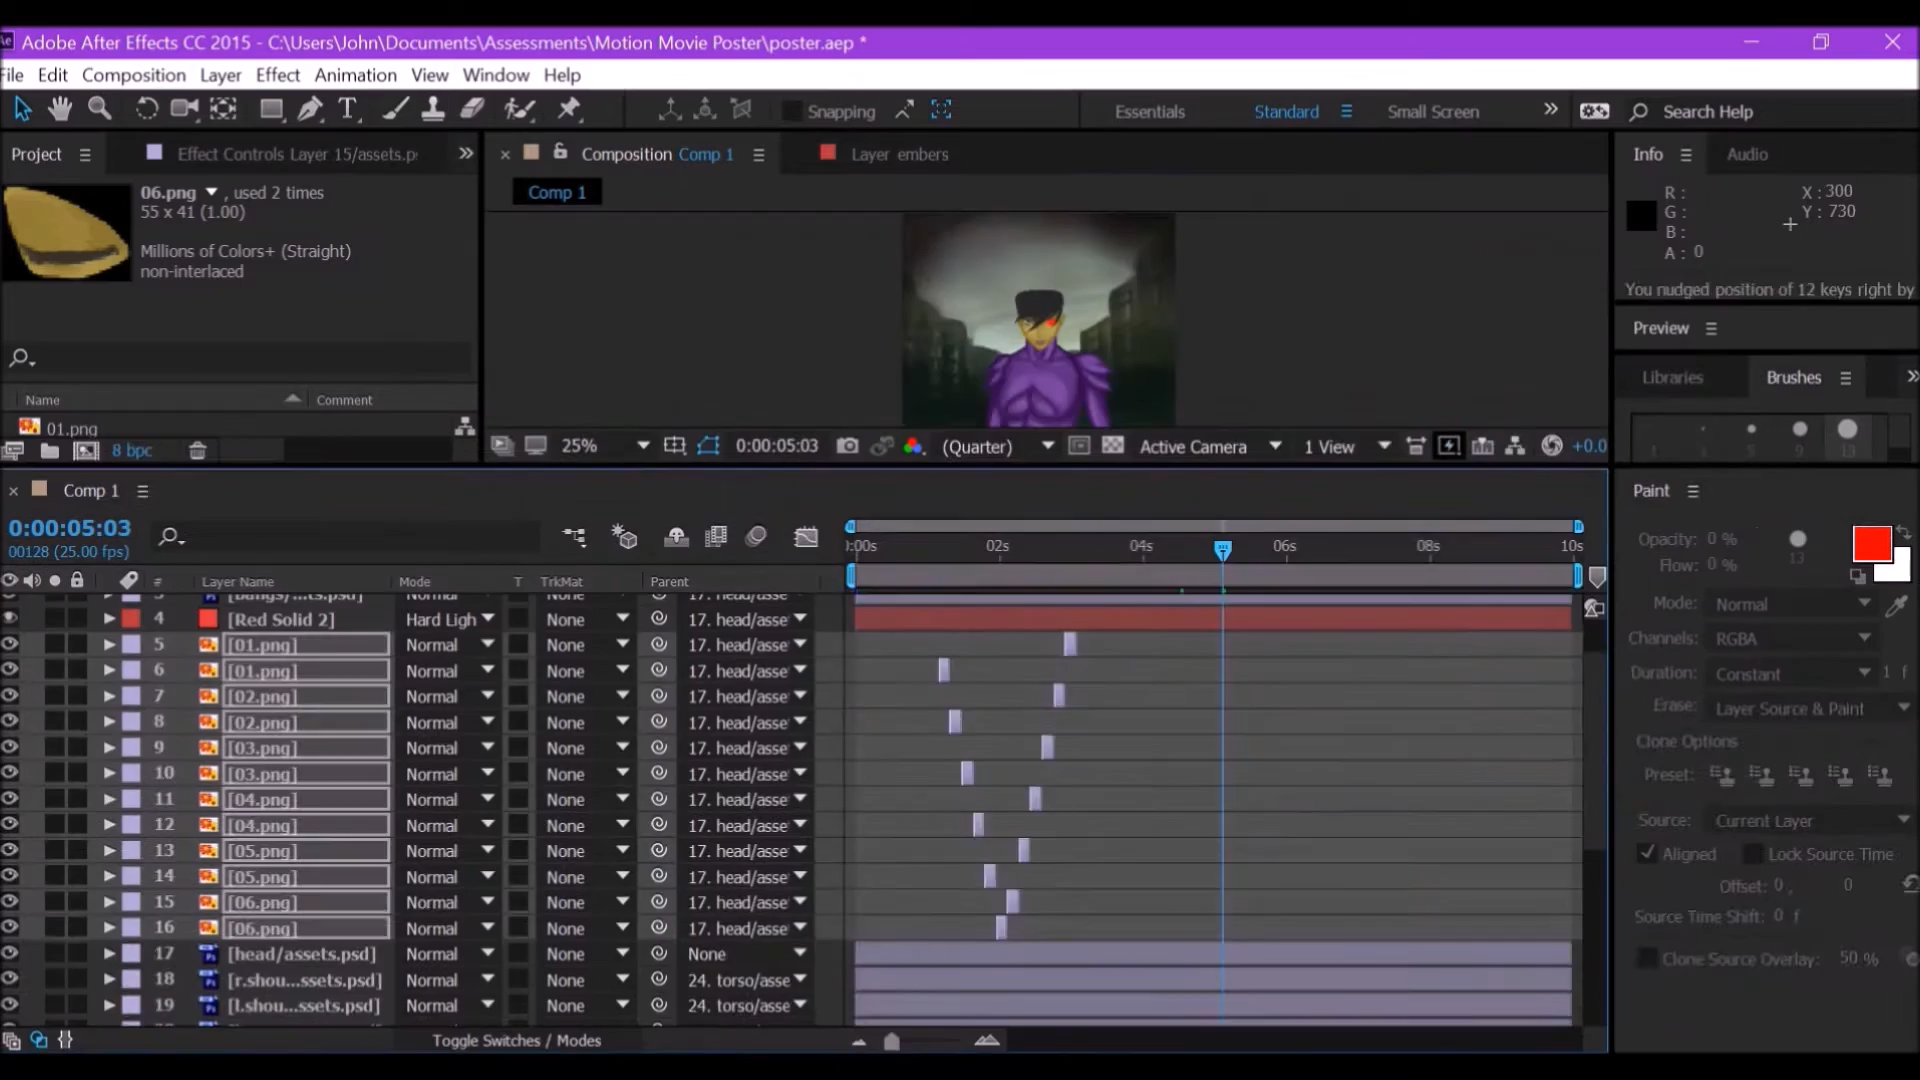 Adobe After Effects CC 2015 - C:\Users\John\Documents\Assessments\Motion Movie Poster\poster.aep *
File Edit Composition Layer Effect Animation View Window Help
Snapping Essentials Standard Small Screen Search Help
Project Effect Controls Layer 15/assets.p
Composition Comp 1 Layer embers
Info Audio
06.png , used 2 times
55 x 41 (1.00)
Millions of Colors+ (Straight)
non-interlaced
Comp 1
R :
G :
B :
A : 0
X : 300
Y : 730
You nudged position of 12 keys right by
Preview
Libraries Brushes
Name Comment
01.png
8 bpc
25% 0:00:05:03 (Quarter) Active Camera 1 View +0.0
1 3 5 9 13
Comp 1
0:00:05:03
00128 (25.00 fps)
:00s 02s 04s 06s 08s 10s
# Layer Name Mode T TrkMat Parent
4 [Red Solid 2] Hard Ligh None 17. head/asse
5 [01.png] Normal None 17. head/asse
6 [01.png] Normal None 17. head/asse
7 [02.png] Normal None 17. head/asse
8 [02.png] Normal None 17. head/asse
9 [03.png] Normal None 17. head/asse
10 [03.png] Normal None 17. head/asse
11 [04.png] Normal None 17. head/asse
12 [04.png] Normal None 17. head/asse
13 [05.png] Normal None 17. head/asse
14 [05.png] Normal None 17. head/asse
15 [06.png] Normal None 17. head/asse
16 [06.png] Normal None 17. head/asse
17 [head/assets.psd] Normal None None
18 [r.shou...ssets.psd] Normal None 24. torso/asse
19 [l.shou...ssets.psd] Normal None 24. torso/asse
Toggle Switches / Modes
Paint
Opacity: 0 %
Flow: 0 %
13
Mode: Normal
Channels: RGBA
Duration: Constant 1 f
Erase: Layer Source & Paint
Clone Options
Preset:
Source: Current Layer
Aligned Lock Source Time
Offset: 0 , 0
Source Time Shift: 0 f
Clone Source Overlay: 50 %